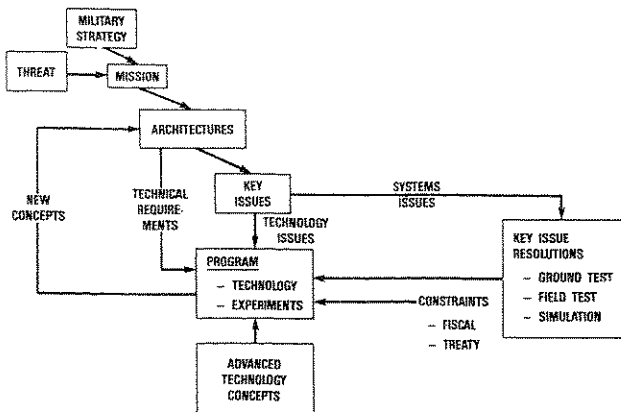 MILITARY
STRATEGY
THREAT
MISSION
ARCHITECTURES
NEW
CONCEPTS
TECHNICAL
REQUIRE-
MENTS
KEY
ISSUES
SYSTEMS
ISSUES
TECHNOLOGY
ISSUES
KEY ISSUE
RESOLUTIONS
- GROUND TEST
- FIELD TEST
- SIMULATION
PROGRAM
- TECHNOLOGY
- EXPERIMENTS
CONSTRAINTS
- FISCAL
- TREATY
ADVANCED
TECHNOLOGY
CONCEPTS